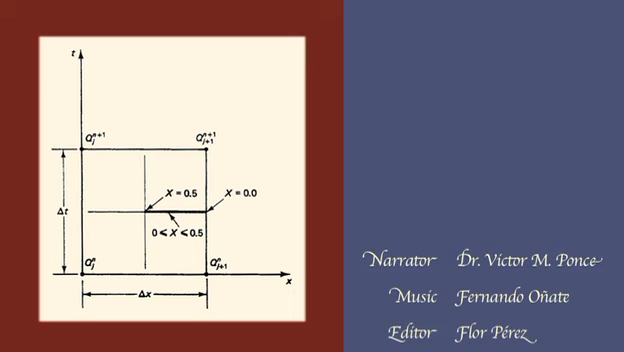 t
Q_j^{n+1} Q_{j+1}^{n+1}
X = 0.5 X = 0.0
Δt
0 < X < 0.5
Q_j^n Q_{j+1}^n
x
Δx
Narrator Dr. Victor M. Ponce
Music Fernando Oñate
Editor Flor Pérez